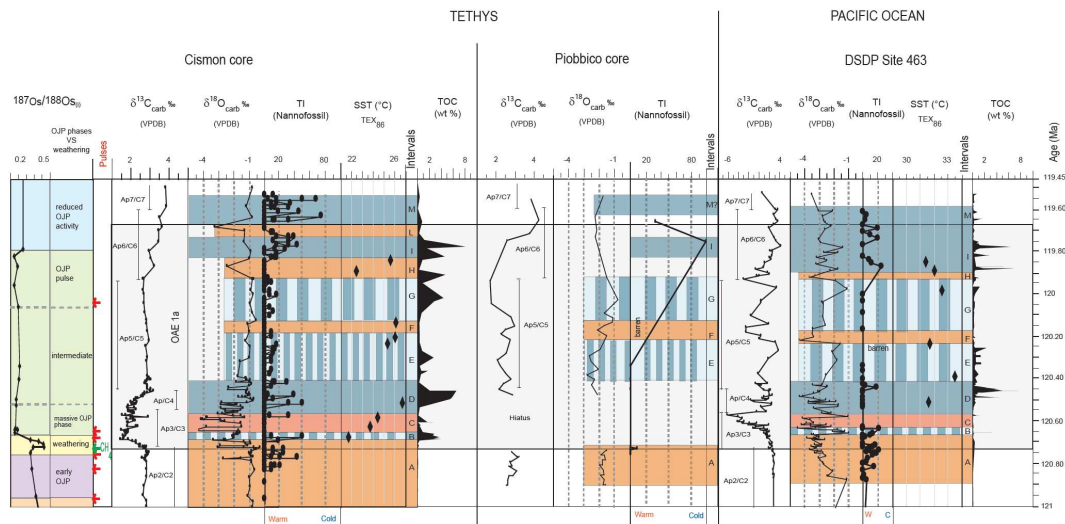 TETHYS
PACIFIC OCEAN
Cismon core
Piobbico core
DSDP Site 463
187Os/188Os(i)
δ13Ccarb ‰
(VPDB)
δ18Ocarb ‰
(VPDB)
TI
(Nannofossil)
SST (°C)
TEX86
TOC
(wt %)
δ13Ccarb ‰
(VPDB)
δ18Ocarb ‰
(VPDB)
TI
(Nannofossil)
δ13Ccarb ‰
(VPDB)
δ18Ocarb ‰
(VPDB)
TI
(Nannofossil)
SST (°C)
TEX86
TOC
(wt %)
OJP phases
VS
weathering
Pulses
Intervals
Intervals
Intervals
Age (Ma)
0.2 0.5
2 4
-4 -1
20 80
22 26
2 8
2 4
-4 -1
20 80
-6 -3
-4 -1
20
30 33
2 8
119.45
119.60
119.80
120
120.20
120.40
120.60
120.80
121
reduced
OJP
activity
OJP
pulse
intermediate
massive OJP
phase
weathering
early
OJP
CH
Ap7/C7
Ap6/C6
OAE 1a
Ap5/C5
Ap/C4
Ap3/C3
Ap2/C2
M
L
I
H
G
F
E
D
C
B
A
Ap7/C7
Ap6/C6
Ap5/C5
Hiatus
barren
M?
I
G
F
E
A
Ap7/C7
Ap6/C6
Ap5/C5
Ap/C4
Ap3/C3
Ap2/C2
barren
M
I
H
G
F
E
D
C
B
A
Warm Cold
Warm Cold
W C